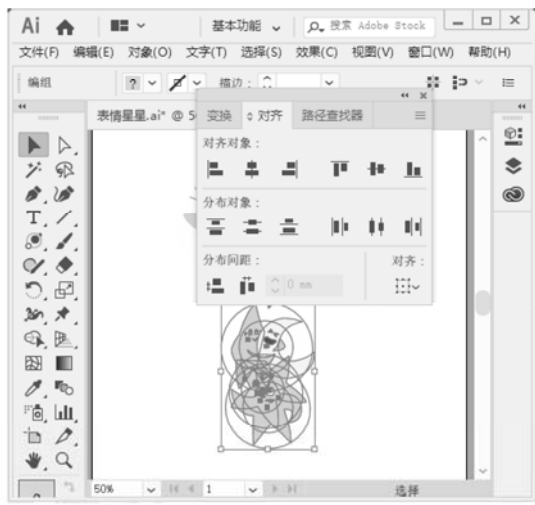 Ai 基本功能 搜索 Adobe Stock
文件(F) 编辑(E) 对象(O) 文字(T) 选择(S) 效果(C) 视图(V) 窗口(W) 帮助(H)
编组 ? 描边:
表情星星.ai* @ 5
变换 对齐 路径查找器
对齐对象:
分布对象:
分布间距: 对齐:
0 mm
50% 1 选择